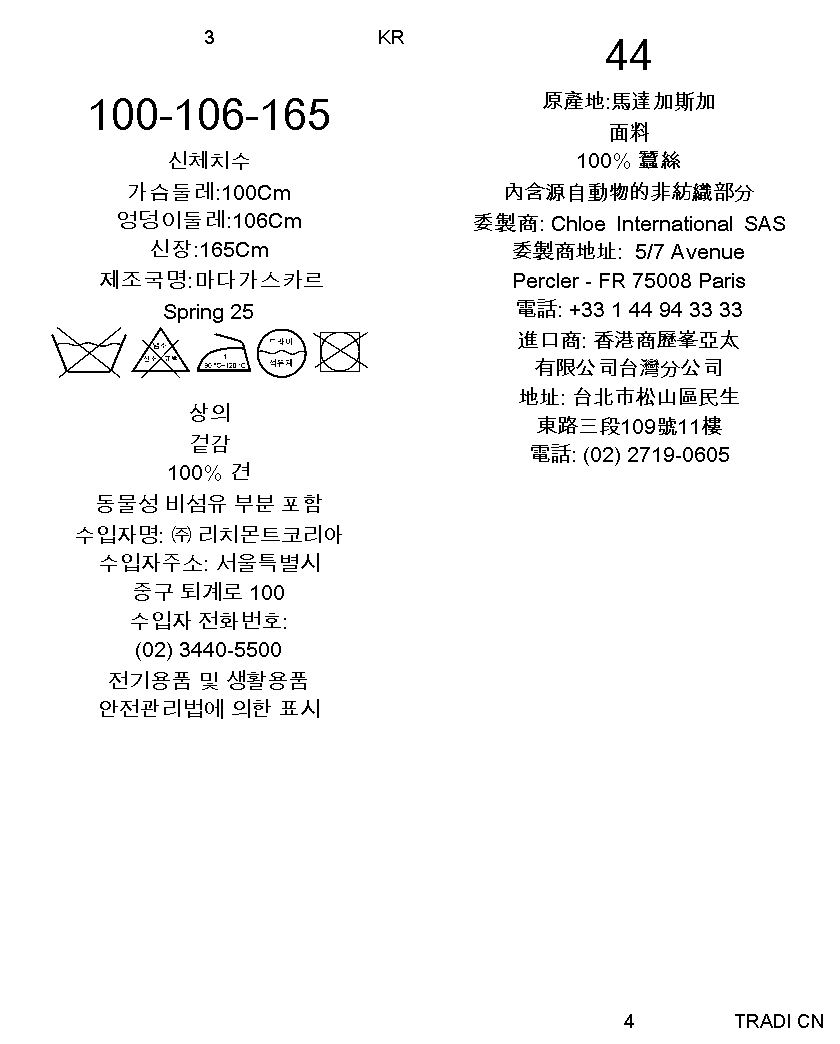 3 KR
100-106-165
신체치수
가슴둘레:100Cm
엉덩이둘레:106Cm
신장:165Cm
제조국명:마다가스카르
Spring 25
염소
산소 표백
1
80 °C~120 °C
드라이
석유계
상의
겉감
100% 견
동물성 비섬유 부분 포함
수입자명: ㈜ 리치몬트코리아
수입자주소: 서울특별시
중구 퇴계로 100
수입자 전화번호:
(02) 3440-5500
전기용품 및 생활용품
안전관리법에 의한 표시
44
原產地:馬達加斯加
面料
100% 蠶絲
內含源自動物的非紡織部分
委製商: Chloe International SAS
委製商地址: 5/7 Avenue
Percler - FR 75008 Paris
電話: +33 1 44 94 33 33
進口商: 香港商歷峯亞太
有限公司台灣分公司
地址: 台北市松山區民生
東路三段109號11樓
電話: (02) 2719-0605
4 TRADI CN